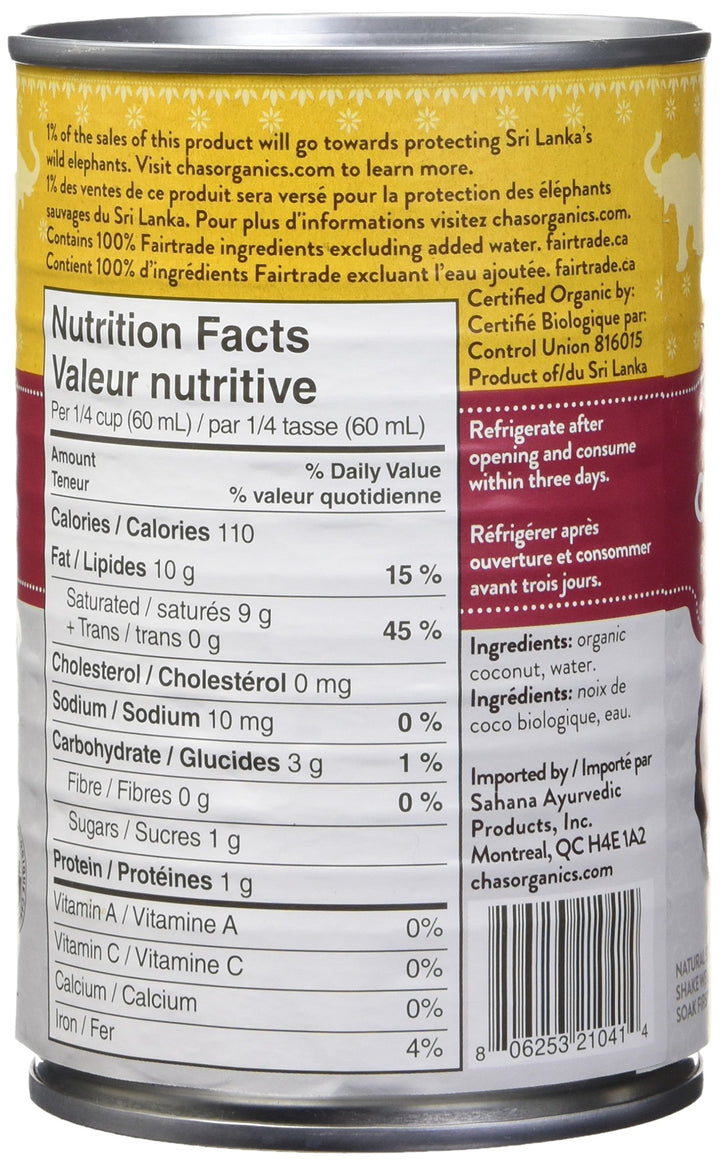 1% of the sales of this product will go towards protecting Sri Lanka's
wild elephants. Visit chasorganics.com to learn more.
1% des ventes de ce produit sera versé pour la protection des éléphants
sauvages du Sri Lanka. Pour plus d'informations visitez chasorganics.com.
Contains 100% Fairtrade ingredients excluding added water. fairtrade.ca
Contient 100% d'ingrédients Fairtrade excluant l'eau ajoutée. fairtrade.ca
Certified Organic by:
Certifié Biologique par:
Control Union 816015
Product of/du Sri Lanka
Nutrition Facts
Valeur nutritive
Per 1/4 cup (60 mL) / par 1/4 tasse (60 mL)
Amount
Teneur
% Daily Value
% valeur quotidienne
Calories / Calories 110
Fat / Lipides 10 g 15 %
Saturated / saturés 9 g
+ Trans / trans 0 g 45 %
Cholesterol / Cholestérol 0 mg
Sodium / Sodium 10 mg 0 %
Carbohydrate / Glucides 3 g 1 %
Fibre / Fibres 0 g 0 %
Sugars / Sucres 1 g
Protein / Protéines 1 g
Vitamin A / Vitamine A 0%
Vitamin C / Vitamine C 0%
Calcium / Calcium 0%
Iron / Fer 4%
Refrigerate after
opening and consume
within three days.
Réfrigérer après
ouverture et consommer
avant trois jours.
Ingredients: organic
coconut, water.
Ingrédients: noix de
coco biologique, eau.
Imported by / Importé par
Sahana Ayurvedic
Products, Inc.
Montreal, QC H4E 1A2
chasorganics.com
8 06253 21041 4
NATURAL
SHAKE
SOAK